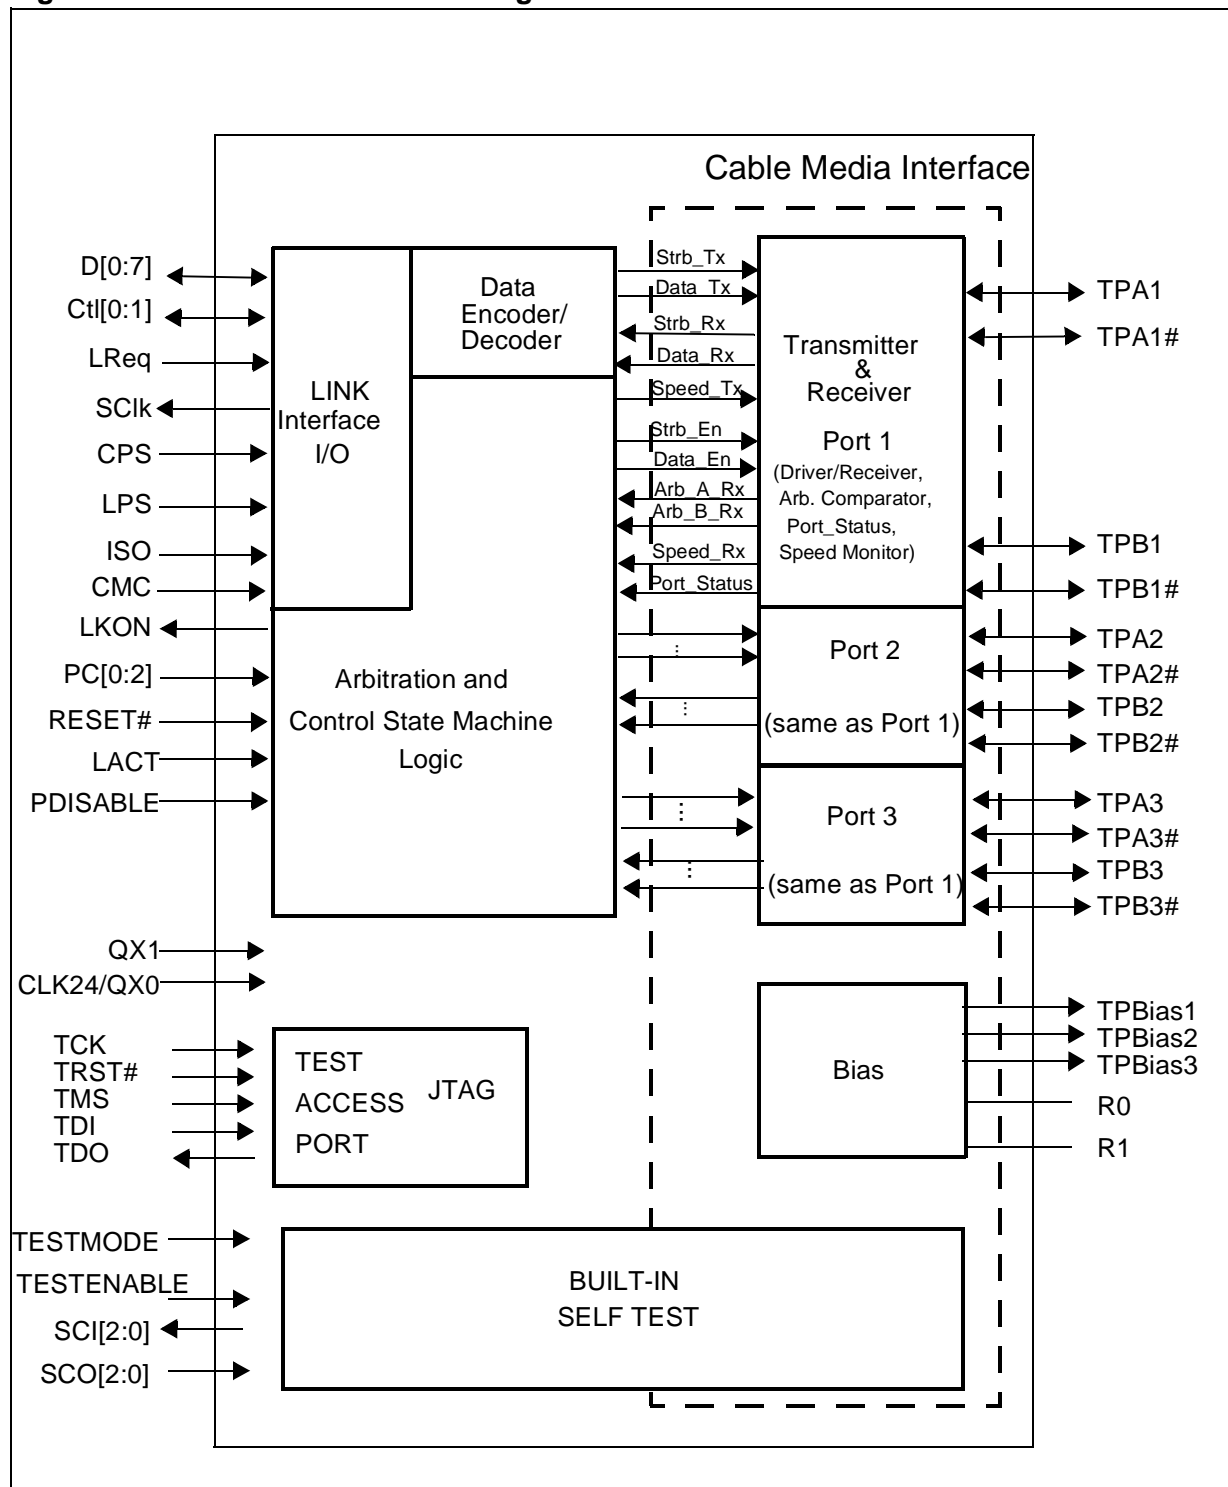 Cable Media Interface
D[0:7]
Ctl[0:1]
LReq
SClk
CPS
LPS
ISO
CMC
LKON
PC[0:2]
RESET#
LACT
PDISABLE
QX1
CLK24/QX0
TCK
TRST#
TMS
TDI
TDO
TESTMODE
TESTENABLE
SCI[2:0]
SCO[2:0]
LINK
Interface
I/O
Data
Encoder/
Decoder
Arbitration and
Control State Machine
Logic
Strb_Tx
Data_Tx
Strb_Rx
Data_Rx
Speed_Tx
Strb_En
Data_En
Arb_A_Rx
Arb_B_Rx
Speed_Rx
Port_Status
...
...
...
...
Transmitter
&
Receiver
Port 1
(Driver/Receiver,
Arb. Comparator,
Port_Status,
Speed Monitor)
Port 2
(same as Port 1)
Port 3
(same as Port 1)
TPA1
TPA1#
TPB1
TPB1#
TPA2
TPA2#
TPB2
TPB2#
TPA3
TPA3#
TPB3
TPB3#
Bias
TPBias1
TPBias2
TPBias3
R0
R1
TEST
ACCESS
PORT
JTAG
BUILT-IN
SELF TEST